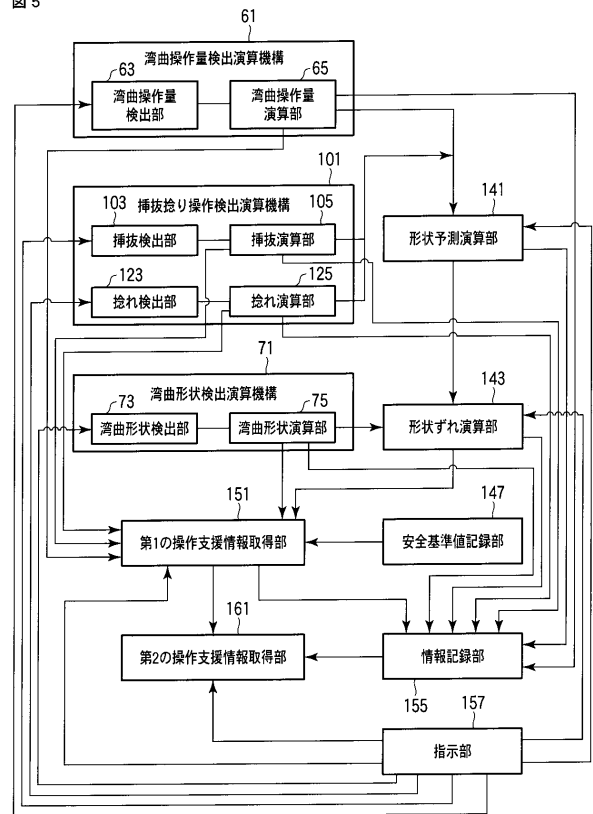 図5
61
湾曲操作量検出演算機構
63
65
湾曲操作量
検出部
湾曲操作量
演算部
101
挿抜捻り操作検出演算機構
103
105
141
挿抜検出部
挿抜演算部
形状予測演算部
123
125
捻れ検出部
捻れ演算部
71
湾曲形状検出演算機構
73
75
143
湾曲形状検出部
湾曲形状演算部
形状ずれ演算部
151
147
第1の操作支援情報取得部
安全基準値記録部
161
第2の操作支援情報取得部
情報記録部
155
157
指示部